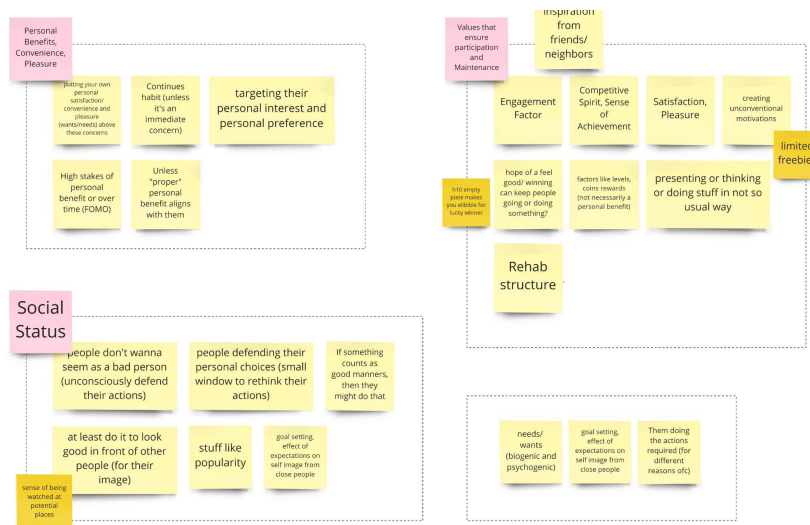 Personal
Benefits,
Convenience,
Pleasure
putting your own
personal
satisfaction/
convenience and
pleasure
(wants/needs) above
these concerns
Continues
habit (unless
it's an
immediate
concern)
targeting their
personal interest and
personal preference
High stakes of
personal
benefit or over
time (FOMO)
Unless
"proper"
personal
benefit aligns
with them
Values that
ensure
participation
and
Maintenance
inspiration
from
friends/
neighbors
Engagement
Factor
Competitive
Spirit, Sense
of
Achievement
Satisfaction,
Pleasure
creating
unconventional
motivations
limited
freebie
h10 empty
plate makes
you elibible for
lucky winner
hope of a feel
good/ winning
can keep people
going or doing
something?
factors like levels,
coins rewards
(not necessarily a
personal benefit)
presenting or thinking
or doing stuff in not so
usual way
Rehab
structure
Social
Status
people don't wanna
seem as a bad person
(unconsciously defend
their actions)
people defending their
personal choices (small
window to rethink their
actions)
If something
counts as
good manners,
then they
might do that
at least do it to look
good in front of other
people (for their
image)
stuff like
popularity
goal setting,
effect of
expectations on
self image from
close people
sense of being
watched at
potential
places
needs/
wants
(biogenic and
psychogenic)
goal setting,
effect of
expectations on
self image from
close people
Them doing
the actions
required (for
different
reasons ofc)